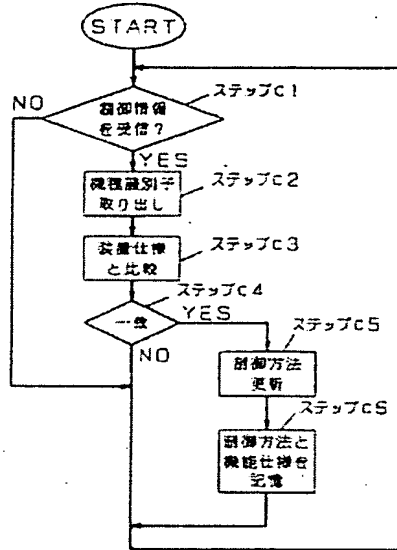 START
ステップc1
NO
制御情報
を受信?
YES
ステップc2
機種識別子
取り出し
ステップc3
装置仕様
と比較
ステップc4
一致
YES
NO
ステップc5
制御方法
更新
ステップc6
制御方法と
機能仕様を
記憶